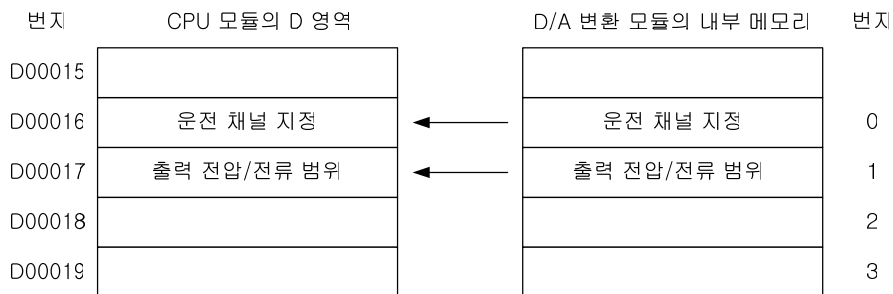 번지 CPU 모듈의 D 영역 D/A 변환 모듈의 내부 메모리 번지
D00015
D00016 운전 채널 지정 운전 채널 지정 0
D00017 출력 전압/전류 범위 출력 전압/전류 범위 1
D00018 2
D00019 3